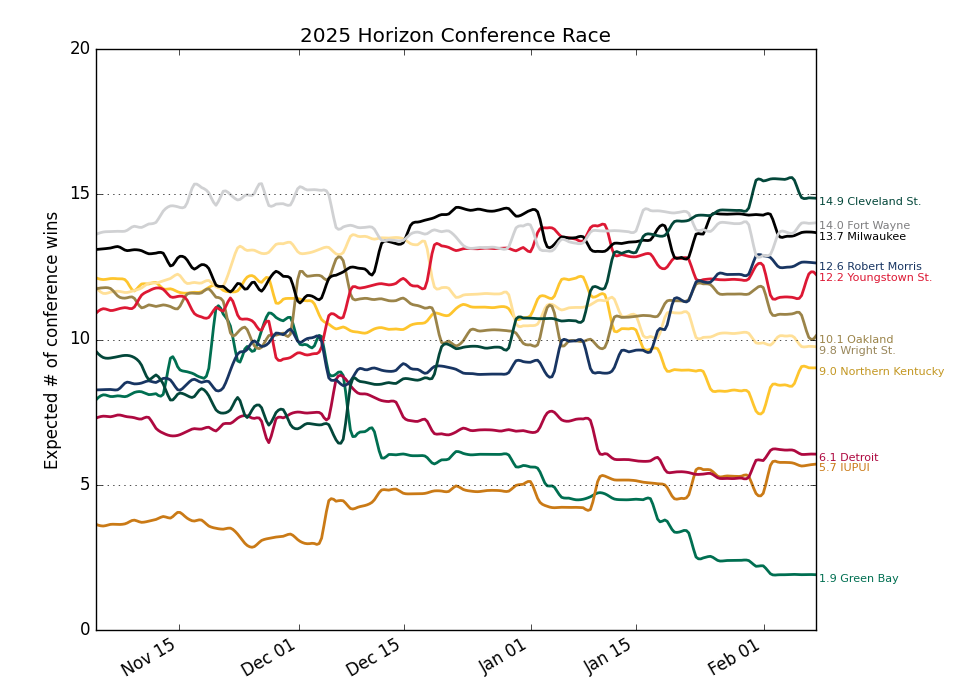 2025 Horizon Conference Race
Expected # of conference wins
20
15
10
5
0
14.9 Cleveland St.
14.0 Fort Wayne
13.7 Milwaukee
12.6 Robert Morris
12.2 Youngstown St.
10.1 Oakland
9.8 Wright St.
9.0 Northern Kentucky
6.1 Detroit
5.7 IUPUI
1.9 Green Bay
Nov 15
Dec 01
Dec 15
Jan 01
Jan 15
Feb 01